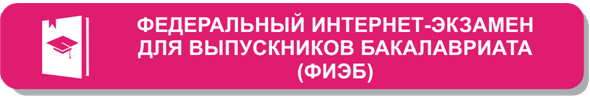 ФЕДЕРАЛЬНЫЙ ИНТЕРНЕТ-ЭКЗАМЕН
ДЛЯ ВЫПУСКНИКОВ БАКАЛАВРИАТА
(ФИЭБ)